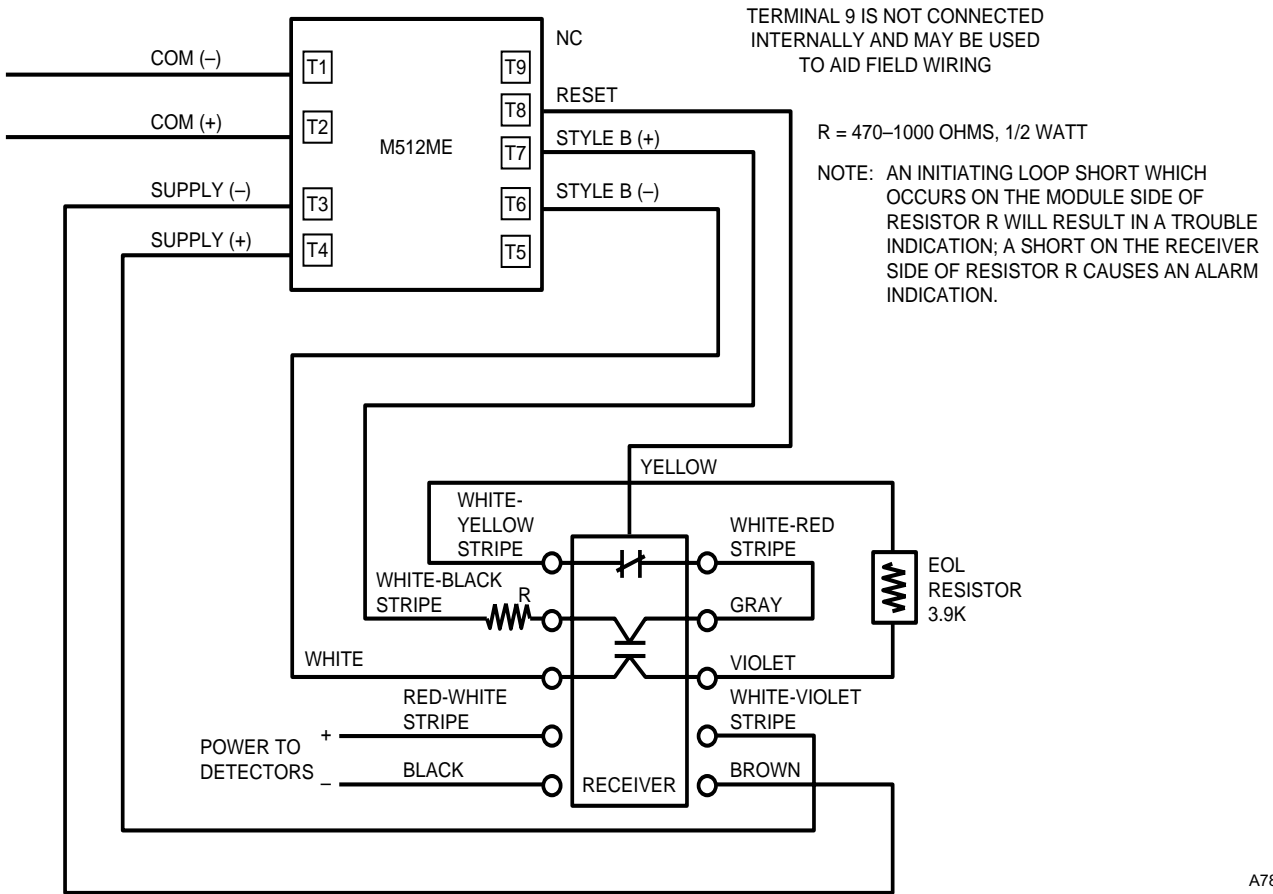 TERMINAL 9 IS NOT CONNECTED
INTERNALLY AND MAY BE USED
TO AID FIELD WIRING
NC
COM (–)
T1
T9
RESET
T8
COM (+)
T2
M512ME
STYLE B (+)
T7
R = 470–1000 OHMS, 1/2 WATT
NOTE: AN INITIATING LOOP SHORT WHICH
OCCURS ON THE MODULE SIDE OF
RESISTOR R WILL RESULT IN A TROUBLE
INDICATION; A SHORT ON THE RECEIVER
SIDE OF RESISTOR R CAUSES AN ALARM
INDICATION.
SUPPLY (–)
T3
T6
STYLE B (–)
SUPPLY (+)
T4
T5
YELLOW
WHITE-
YELLOW
STRIPE
WHITE-RED
STRIPE
WHITE-BLACK
STRIPE
R
GRAY
EOL
RESISTOR
3.9K
WHITE
VIOLET
RED-WHITE
STRIPE
WHITE-VIOLET
STRIPE
POWER TO
DETECTORS
+
–
BLACK
RECEIVER
BROWN
A78